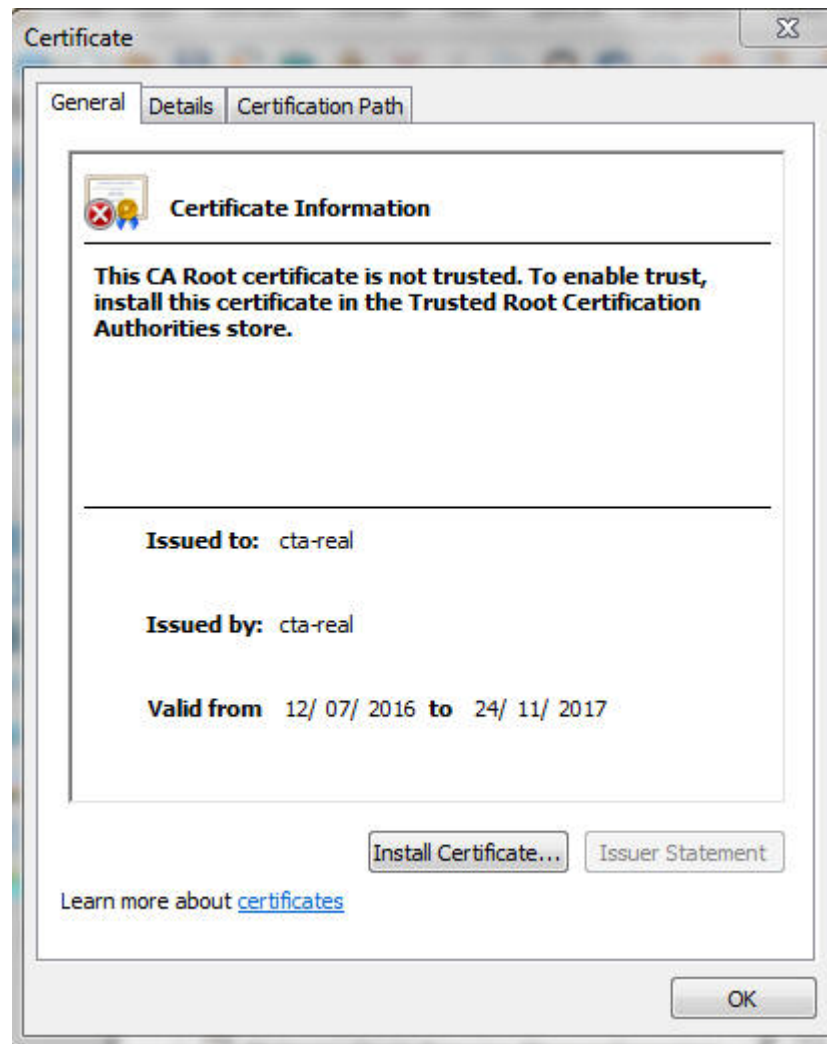 Certificate
General Details Certification Path
Certificate Information
This CA Root certificate is not trusted. To enable trust,
install this certificate in the Trusted Root Certification
Authorities store.
Issued to: cta-real
Issued by: cta-real
Valid from 12/ 07/ 2016 to 24/ 11/ 2017
Install Certificate... Issuer Statement
Learn more about certificates
OK